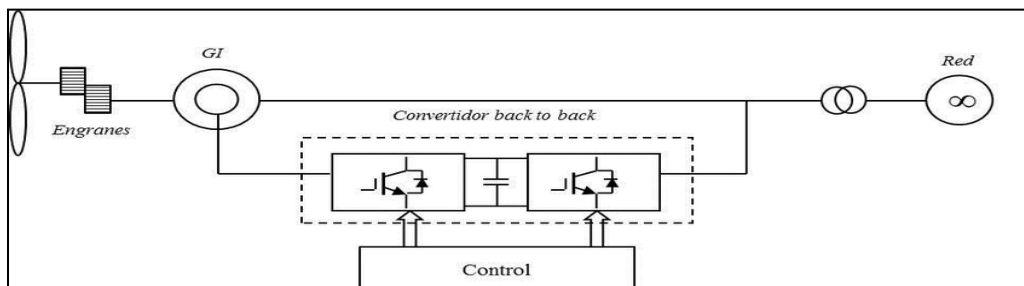 GI
Red
∞
Convertidor back to back
Engranes
Control